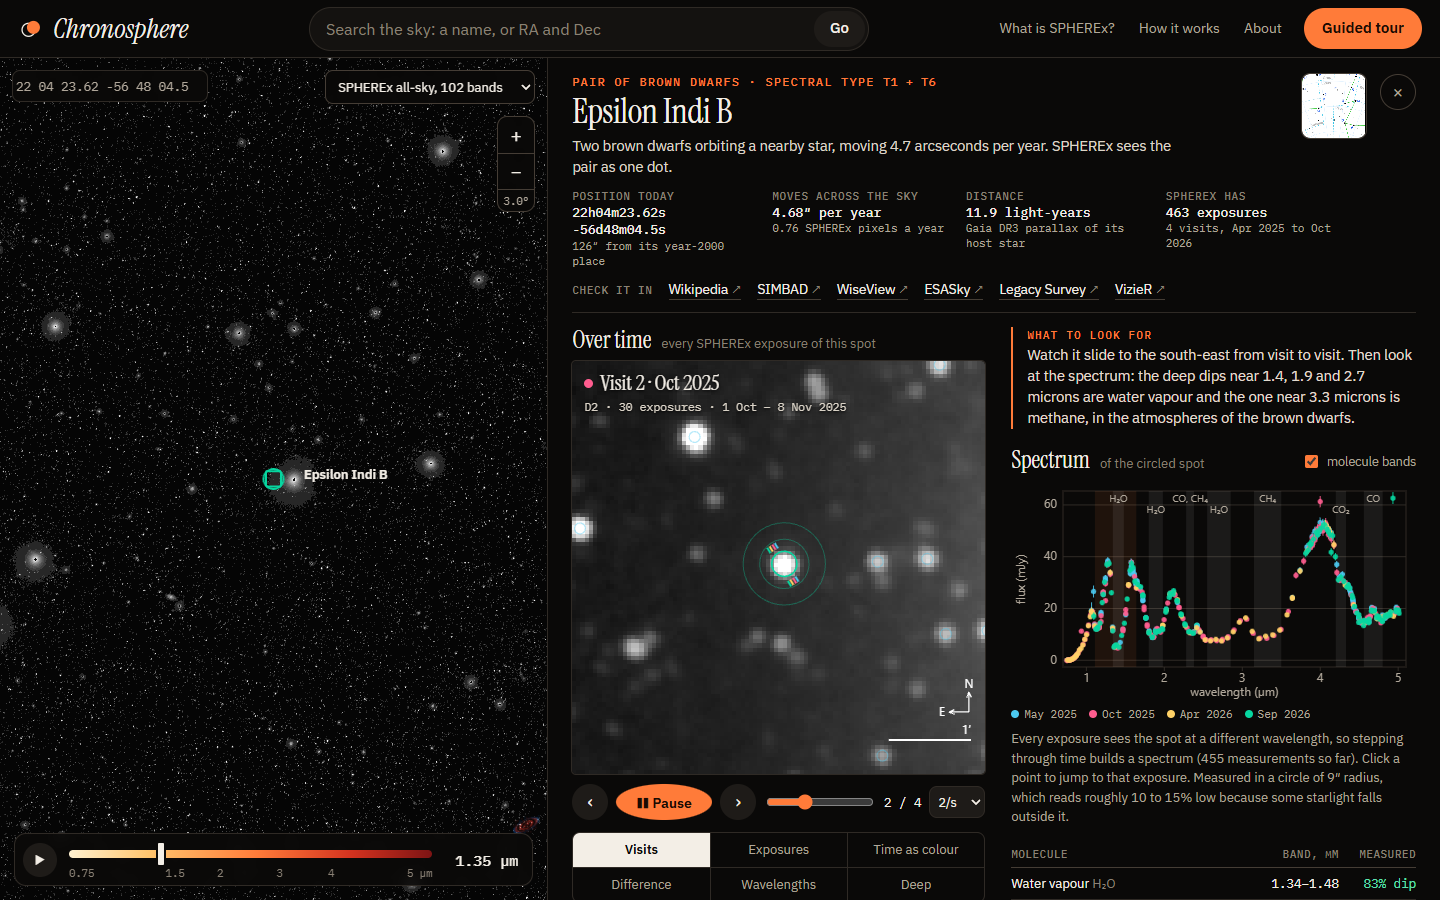 Chronosphere
Search the sky: a name, or RA and Dec
Go
What is SPHEREx?
How it works
About
Guided tour
22 04 23.62 -56 48 04.5
SPHEREx all-sky, 102 bands
+
−
3.0°
Epsilon Indi B
0.75
1.5
2
3
4
5 µm
1.35 µm
PAIR OF BROWN DWARFS · SPECTRAL TYPE T1 + T6
Epsilon Indi B
Two brown dwarfs orbiting a nearby star, moving 4.7 arcseconds per year. SPHEREx sees the
pair as one dot.
×
POSITION TODAY
22h04m23.62s
-56d48m04.5s
126″ from its year-2000
place
MOVES ACROSS THE SKY
4.68″ per year
0.76 SPHEREx pixels a year
DISTANCE
11.9 light-years
Gaia DR3 parallax of its
host star
SPHEREX HAS
463 exposures
4 visits, Apr 2025 to Oct
2026
CHECK IT IN
Wikipedia ↗
SIMBAD ↗
WiseView ↗
ESASky ↗
Legacy Survey ↗
VizieR ↗
Over time every SPHEREx exposure of this spot
Visit 2 · Oct 2025
D2 · 30 exposures · 1 Oct – 8 Nov 2025
N
E
1′
‹
Pause
›
2 / 4
2/s
Visits
Exposures
Time as colour
Difference
Wavelengths
Deep
WHAT TO LOOK FOR
Watch it slide to the south-east from visit to visit. Then look
at the spectrum: the deep dips near 1.4, 1.9 and 2.7
microns are water vapour and the one near 3.3 microns is
methane, in the atmospheres of the brown dwarfs.
Spectrum of the circled spot
molecule bands
H₂O
H₂O
CO, CH₄
H₂O
CH₄
CO₂
CO
60
40
20
0
flux (mJy)
1
2
3
4
5
wavelength (µm)
May 2025
Oct 2025
Apr 2026
Sep 2026
Every exposure sees the spot at a different wavelength, so stepping
through time builds a spectrum (455 measurements so far). Click a
point to jump to that exposure. Measured in a circle of 9″ radius,
which reads roughly 10 to 15% low because some starlight falls
outside it.
MOLECULE
BAND, µM
MEASURED
Water vapour H₂O
1.34–1.48
83% dip